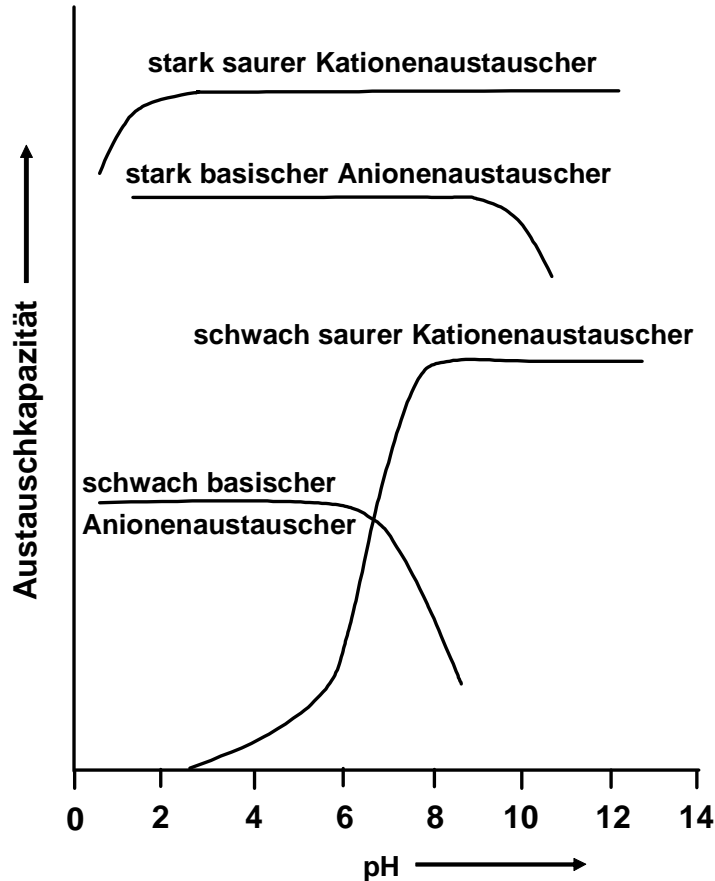 stark saurer Kationenaustauscher
stark basischer Anionenaustauscher
schwach saurer Kationenaustauscher
schwach basischer
Anionenaustauscher
Austauschkapazität
0 2 4 6 8 10 12 14
pH